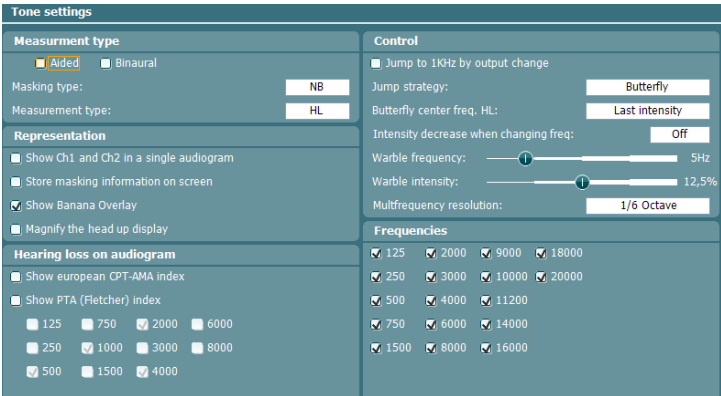 Tone settings
Measurment type
Aided Binaural
Masking type: NB
Measurement type: HL
Representation
Show Ch1 and Ch2 in a single audiogram
Store masking information on screen
Show Banana Overlay
Magnify the head up display
Hearing loss on audiogram
Show european CPT-AMA index
Show PTA (Fletcher) index
125 750 2000 6000
250 1000 3000 8000
500 1500 4000
Control
Jump to 1KHz by output change
Jump strategy: Butterfly
Butterfly center freq. HL: Last intensity
Intensity decrease when changing freq: Off
Warble frequency: 5Hz
Warble intensity: 12,5%
Multfrequency resolution: 1/6 Octave
Frequencies
125 2000 9000 18000
250 3000 10000 20000
500 4000 11200
750 6000 14000
1500 8000 16000